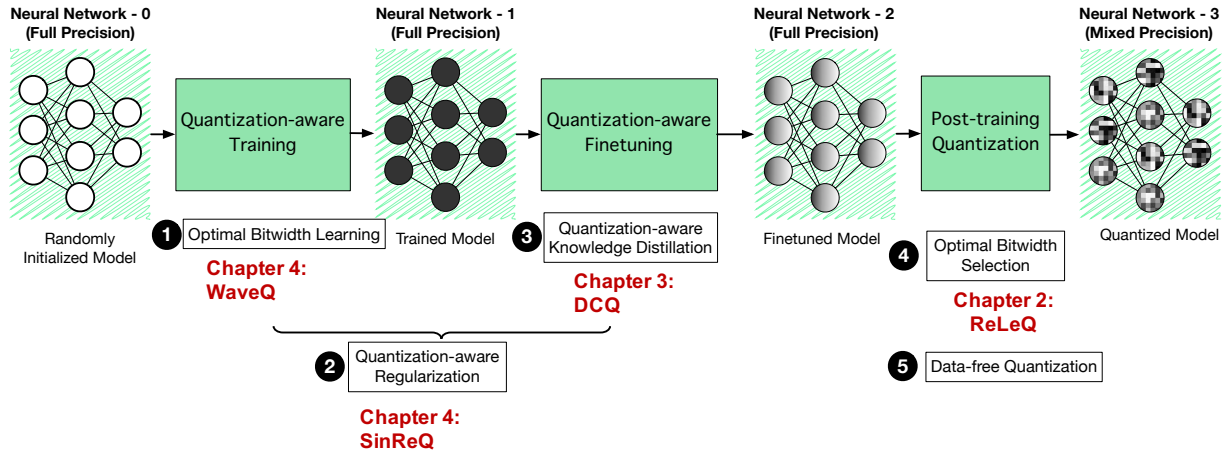 Neural Network - 0
(Full Precision)
Neural Network - 1
(Full Precision)
Neural Network - 2
(Full Precision)
Neural Network - 3
(Mixed Precision)
Quantization-aware
Training
Quantization-aware
Finetuning
Post-training
Quantization
Randomly
Initialized Model
1 Optimal Bitwidth Learning
Chapter 4:
WaveQ
Trained Model
3 Quantization-aware
Knowledge Distillation
Chapter 3:
DCQ
Finetuned Model
4 Optimal Bitwidth
Selection
Chapter 2:
ReLeQ
Quantized Model
2 Quantization-aware
Regularization
Chapter 4:
SinReQ
5 Data-free Quantization